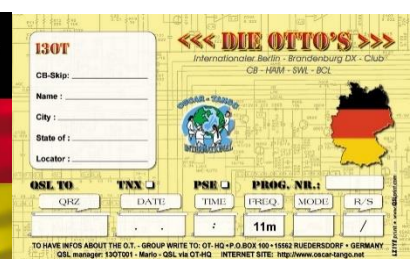 13OT
<<< DIE OTTO'S >>>
Internationaler Berlin - Brandenburg DX - Club
CB - HAM - SWL - BCL
CB-Skip:
Name :
City :
State of :
Locator :
OSCAR - TANGO
INTERNATIONAL
QSL TO TNX PSE PROG. NR.:
QRZ DATE TIME FREQ. MODE R/S
. . : 11m /
TO HAVE INFOS ABOUT THE O.T. - GROUP WRITE TO: OT- HQ • P.O.BOX 100 • 15562 RUEDERSDORF • GERMANY
QSL manager: 13OT001 - Mario - QSL via OT-HQ INTERNET SITE: http://www.oscar-tango.net